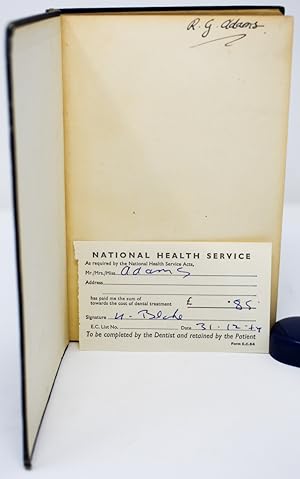 R. G. Adams.
NATIONAL HEALTH SERVICE
As required by the National Health Service Acts,
Mr/Mrs./Miss Adams
Address
has paid me the sum of
towards the cost of dental treatment £ ·85
Signature
E.C. List No. Date 31.12.
To be completed by the Dentist and retained by the Patient
Form E.C.